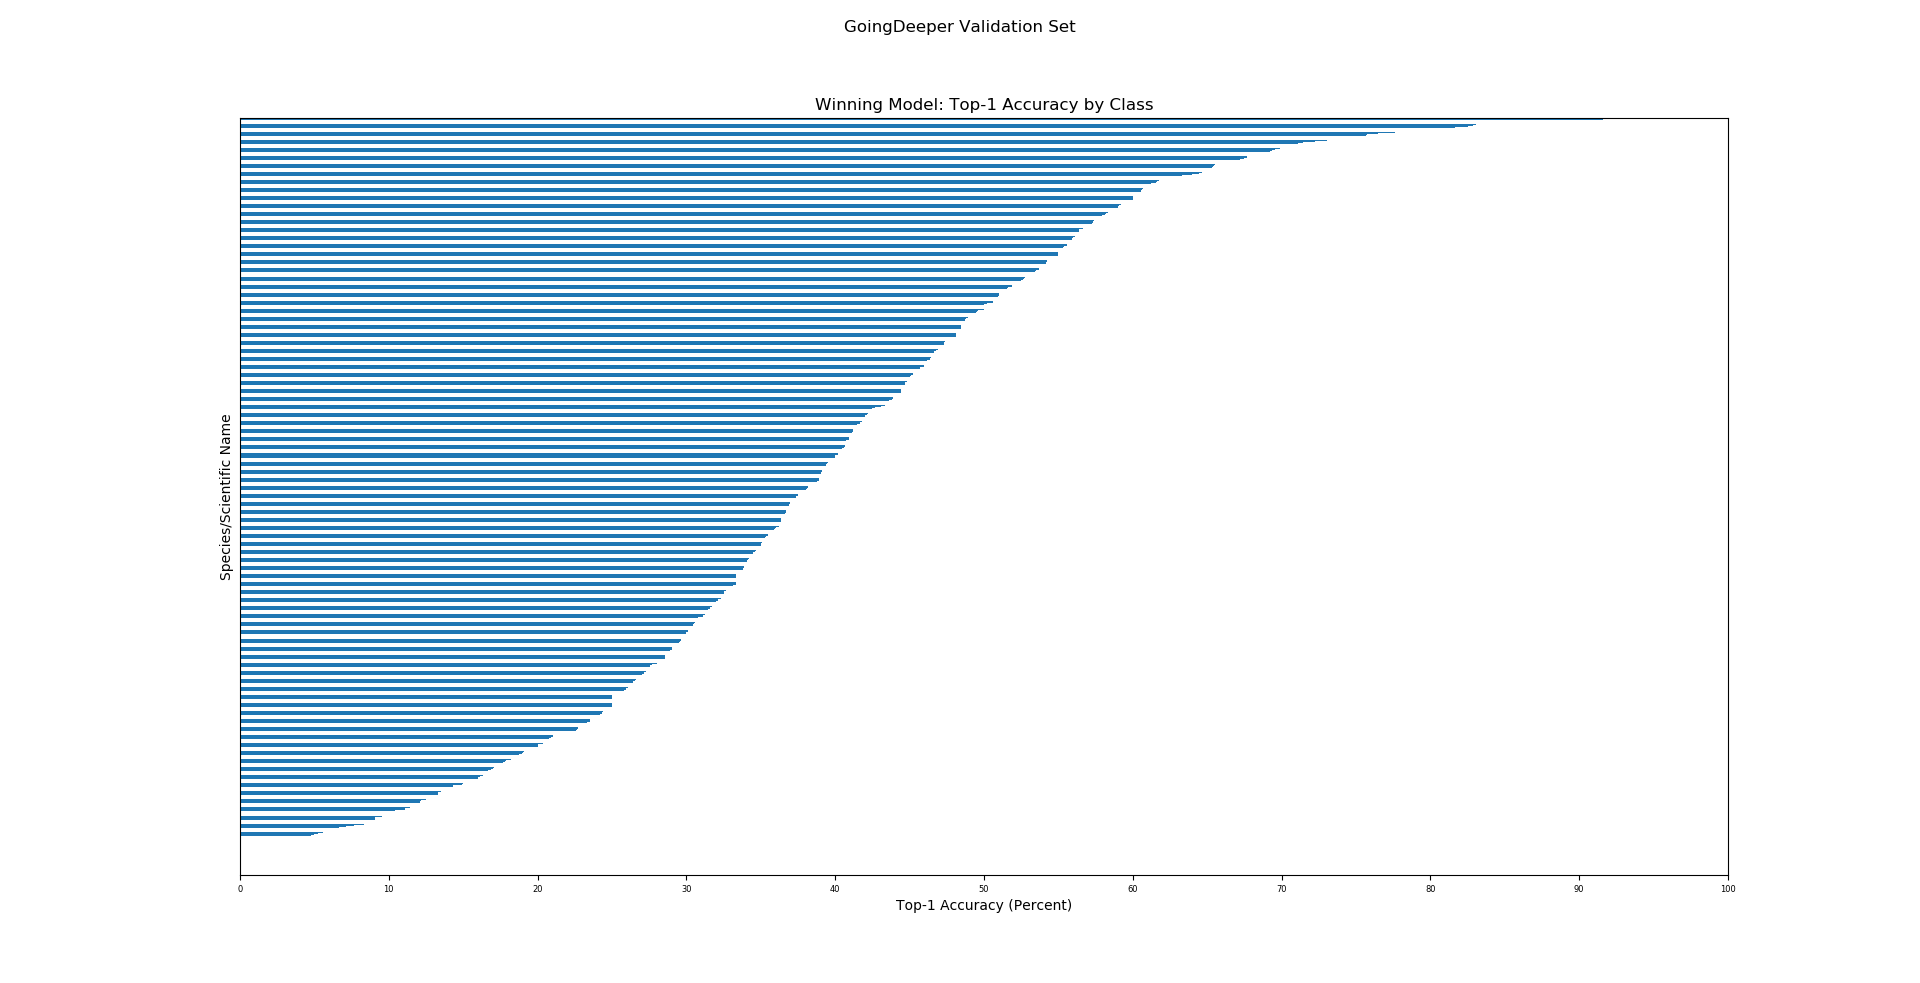 GoingDeeper Validation Set
Winning Model: Top-1 Accuracy by Class
Species/Scientific Name
0 10 20 30 40 50 60 70 80 90 100
Top-1 Accuracy (Percent)